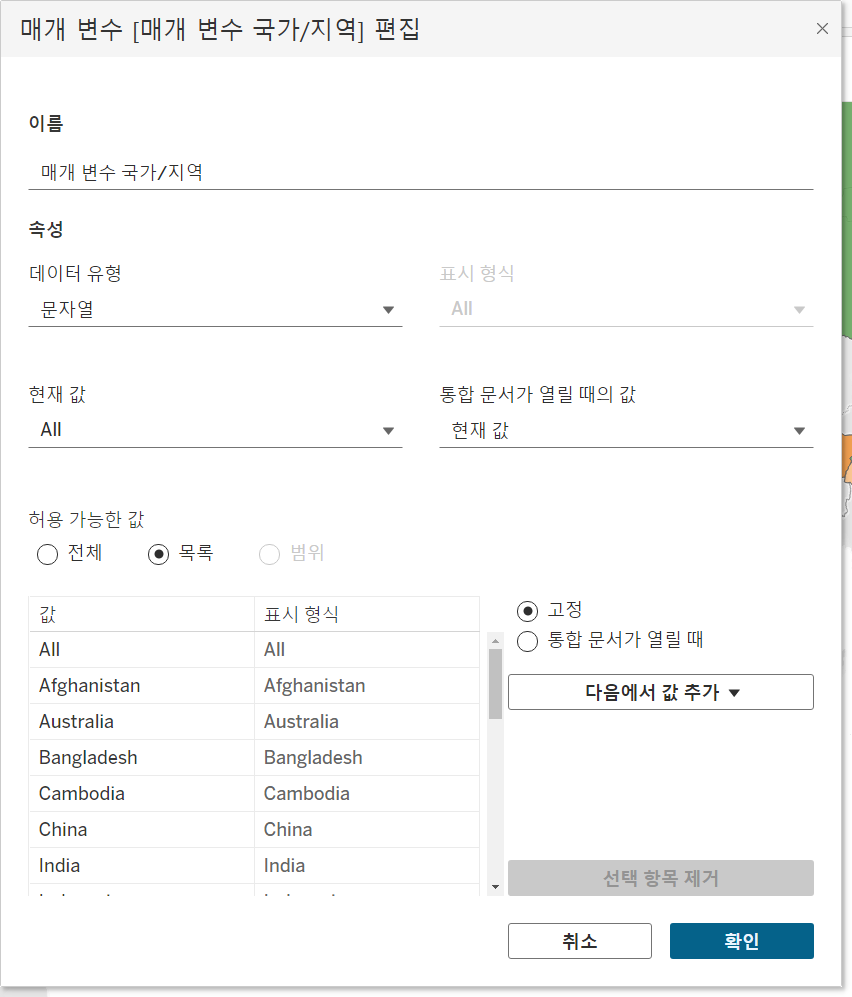 매개 변수 [매개 변수 국가/지역] 편집
이름
매개 변수 국가/지역
속성
데이터 유형
표시 형식
문자열
All
현재 값
통합 문서가 열릴 때의 값
All
현재 값
허용 가능한 값
전체
목록
범위
값
표시 형식
All
All
Afghanistan
Afghanistan
Australia
Australia
Bangladesh
Bangladesh
Cambodia
Cambodia
China
China
India
India
고정
통합 문서가 열릴 때
다음에서 값 추가
선택 항목 제거
취소
확인